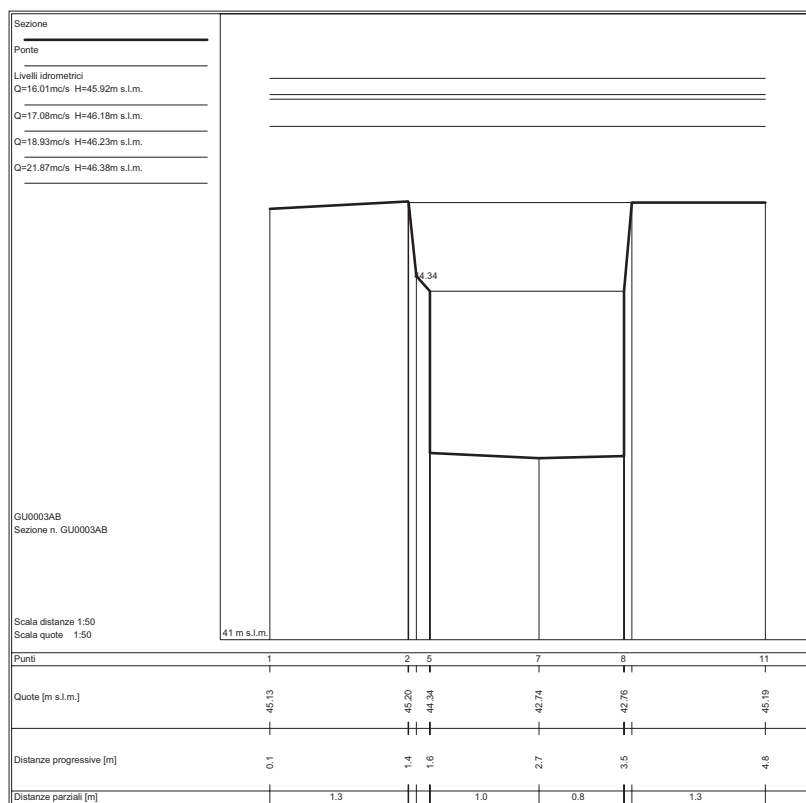 Sezione
Ponte
Livelli idrometrici
Q=16.01mc/s H=45.92m s.l.m.
Q=17.08mc/s H=46.18m s.l.m.
Q=18.93mc/s H=46.23m s.l.m.
Q=21.87mc/s H=46.38m s.l.m.
44.34
GU0003AB
Sezione n. GU0003AB
Scala distanze 1:50
Scala quote 1:50
41 m s.l.m.
Punti 1 2 5 7 8 11
Quote [m s.l.m.] 45.13 45.20 44.34 42.74 42.76 45.19
Distanze progressive [m] 0.1 1.4 1.6 2.7 3.5 4.8
Distanze parziali [m] 1.3 1.0 0.8 1.3